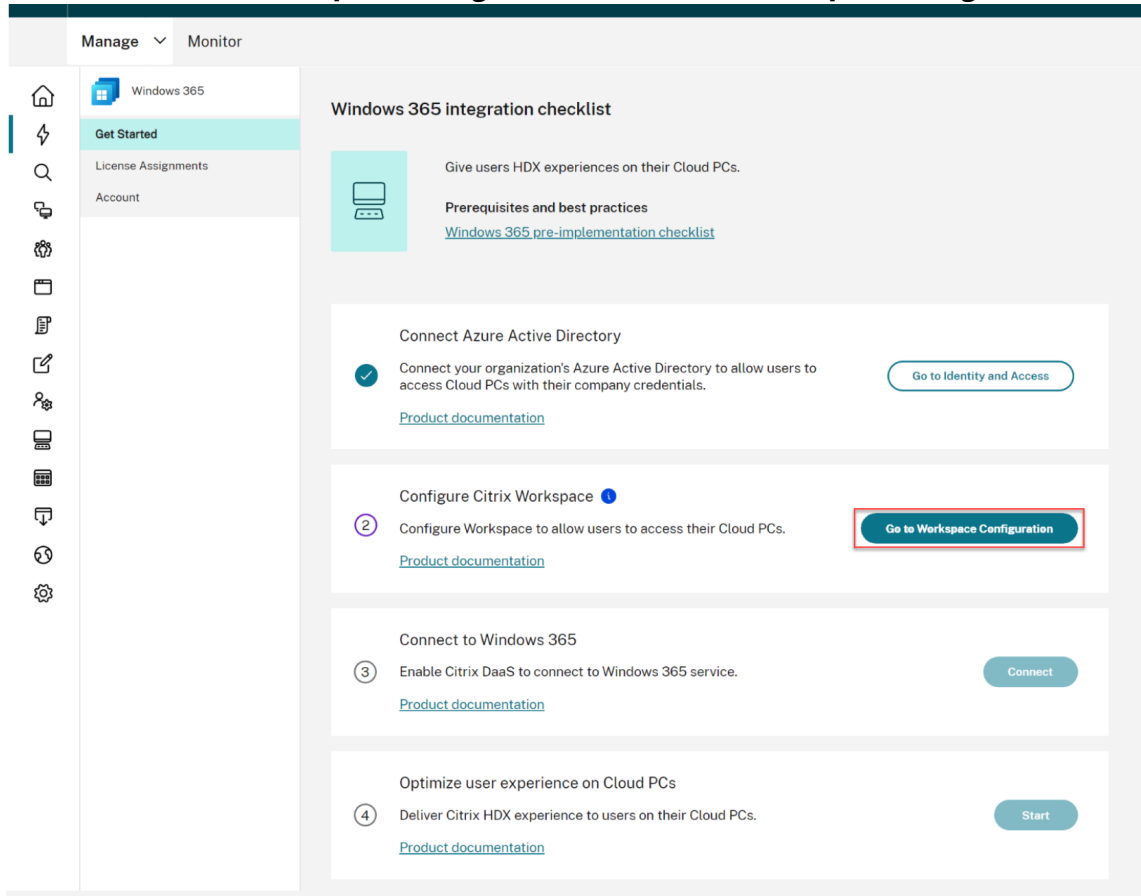 Manage Monitor
Windows 365
Get Started
License Assignments
Account
Windows 365 integration checklist
Give users HDX experiences on their Cloud PCs.
Prerequisites and best practices
Windows 365 pre-implementation checklist
Connect Azure Active Directory
Connect your organization's Azure Active Directory to allow users to
access Cloud PCs with their company credentials.
Product documentation
Go to Identity and Access
Configure Citrix Workspace
2
Configure Workspace to allow users to access their Cloud PCs.
Product documentation
Go to Workspace Configuration
Connect to Windows 365
3
Enable Citrix DaaS to connect to Windows 365 service.
Product documentation
Connect
Optimize user experience on Cloud PCs
4
Deliver Citrix HDX experience to users on their Cloud PCs.
Product documentation
Start